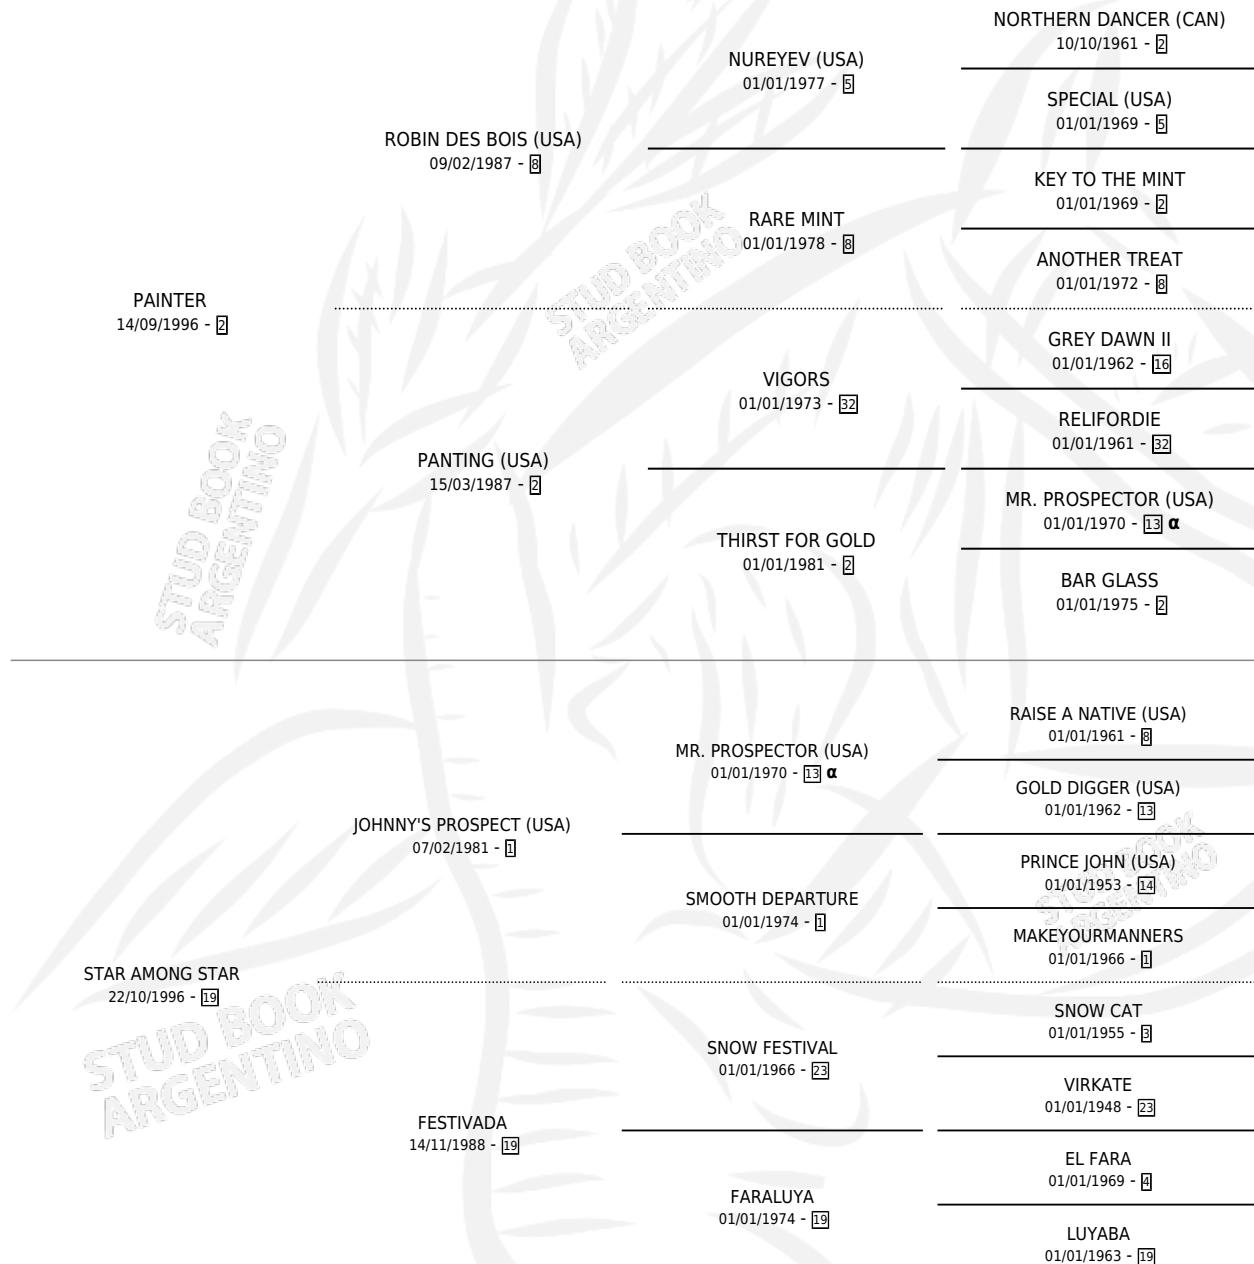 NORTHERN DANCER (CAN)
10/10/1961 - 2
NUREYEV (USA)
01/01/1977 - 5
SPECIAL (USA)
01/01/1969 - 5
ROBIN DES BOIS (USA)
09/02/1987 - 8
KEY TO THE MINT
01/01/1969 - 2
RARE MINT
01/01/1978 - 8
ANOTHER TREAT
01/01/1972 - 8
PAINTER
14/09/1996 - 2
GREY DAWN II
01/01/1962 - 16
VIGORS
01/01/1973 - 32
RELIFORDIE
01/01/1961 - 32
PANTING (USA)
15/03/1987 - 2
MR. PROSPECTOR (USA)
01/01/1970 - 13 α
THIRST FOR GOLD
01/01/1981 - 2
BAR GLASS
01/01/1975 - 2
RAISE A NATIVE (USA)
01/01/1961 - 8
MR. PROSPECTOR (USA)
01/01/1970 - 13 α
GOLD DIGGER (USA)
01/01/1962 - 13
JOHNNY'S PROSPECT (USA)
07/02/1981 - 1
PRINCE JOHN (USA)
01/01/1953 - 14
SMOOTH DEPARTURE
01/01/1974 - 1
MAKEYOURMANNERS
01/01/1966 - 1
STAR AMONG STAR
22/10/1996 - 19
SNOW CAT
01/01/1955 - 3
SNOW FESTIVAL
01/01/1966 - 23
VIRKATE
01/01/1948 - 23
FESTIVADA
14/11/1988 - 19
EL FARA
01/01/1969 - 4
FARALUYA
01/01/1974 - 19
LUYABA
01/01/1963 - 19
STUD BOOK
ARGENTINO
STUD BOOK
ARGENTINO
STUD BOOK
ARGENTINO
STUD BOOK
ARGENTINO